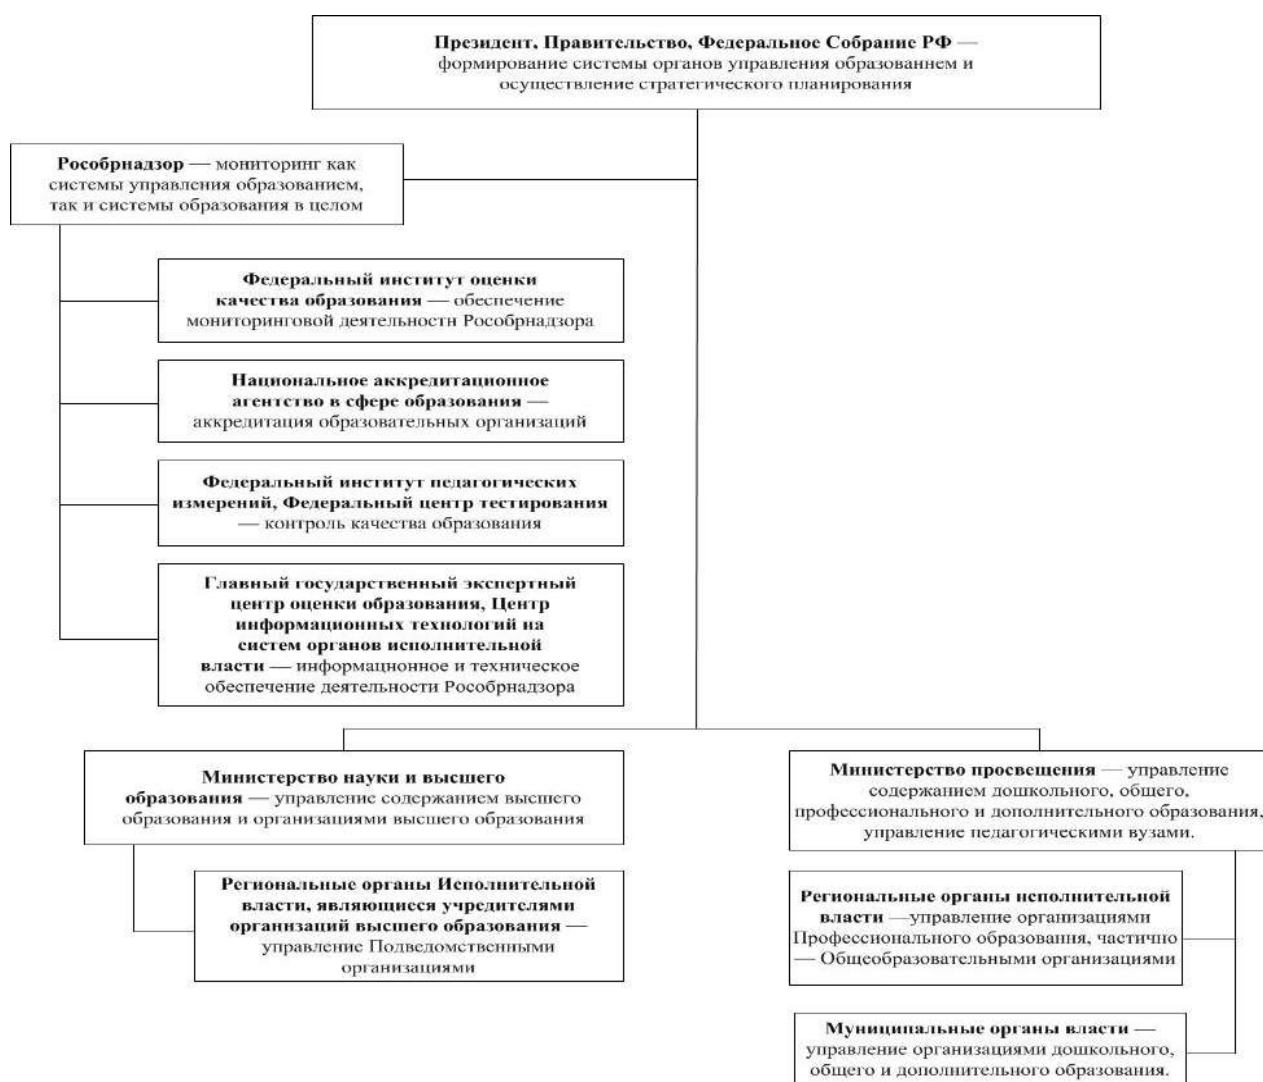 Президент, Правительство, Федеральное Собрание РФ —
формирование системы органов управления образованием и
осуществление стратегического планирования
Рособрнадзор — мониторинг как
системы управления образованием,
так и системы образования в целом
Федеральный институт оценки
качества образования — обеспечение
мониторинговой деятельности Рособрнадзора
Национальное аккредитационное
агентство в сфере образования —
аккредитация образовательных организаций
Федеральный институт педагогических
измерений, Федеральный центр тестирования
— контроль качества образования
Главный государственный экспертный
центр оценки образования, Центр
информационных технологий на
систем органов исполнительной
власти — информационное и техническое
обеспечение деятельности Рособрнадзора
Министерство науки и высшего
образования — управление содержанием высшего
образования и организациями высшего образования
Региональные органы Исполнительной
власти, являющиеся учредителями
организаций высшего образования —
управление Подведомственными
организациями
Министерство просвещения — управление
содержанием дошкольного, общего,
профессионального и дополнительного образования,
управление педагогическими вузами.
Региональные органы исполнительной
власти —управление организациями
Профессионального образования, частично
— Общеобразовательными организациями
Муниципальные органы власти —
управление организациями дошкольного,
общего и дополнительного образования.